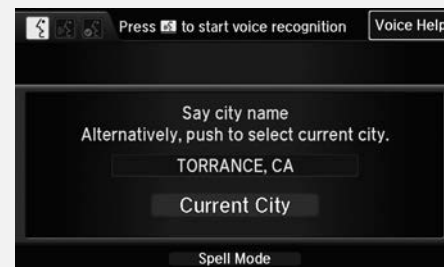 Press to start voice recognition
Voice Help
Say city name
Alternatively, push to select current city.
TORRANCE, CA
Current City
Spell Mode